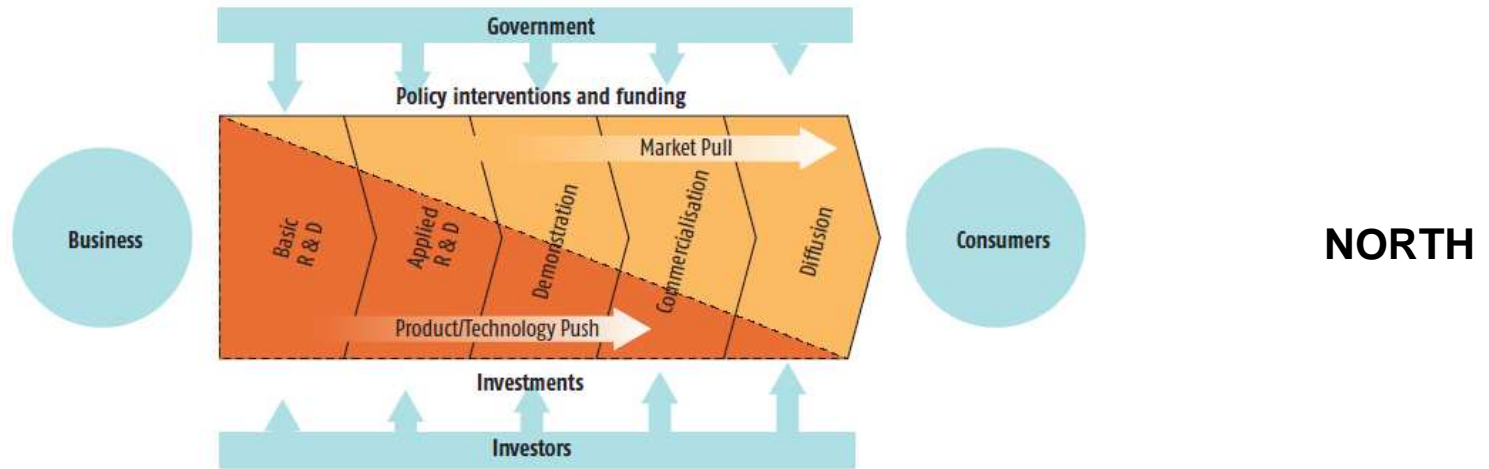 Government
Policy interventions and funding
Market Pull
Business
Basic
R & D
Applied
R & D
Demonstration
Commercialisation
Diffusion
Consumers
NORTH
Product/Technology Push
Investments
Investors